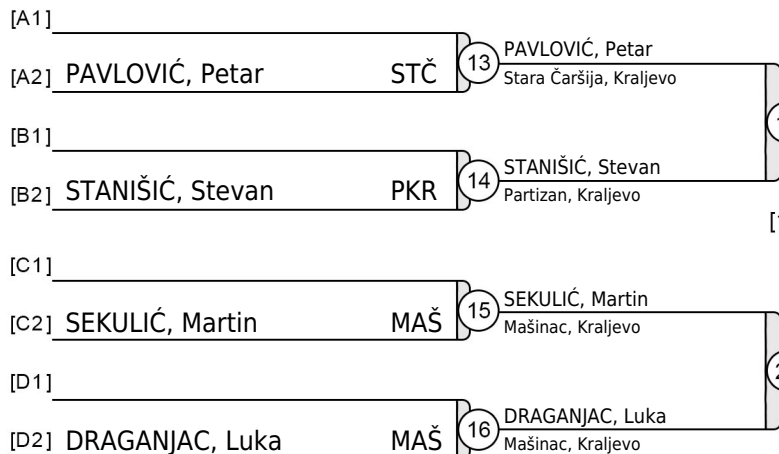 [A1]
[A2] PAVLOVIĆ, Petar STČ
13
PAVLOVIĆ, Petar
Stara Čaršija, Kraljevo
[B1]
[B2] STANIŠIĆ, Stevan PKR
14
STANIŠIĆ, Stevan
Partizan, Kraljevo
[C1]
[C2] SEKULIĆ, Martin MAŠ
15
SEKULIĆ, Martin
Mašinac, Kraljevo
[D1]
[D2] DRAGANJAC, Luka MAŠ
16
DRAGANJAC, Luka
Mašinac, Kraljevo